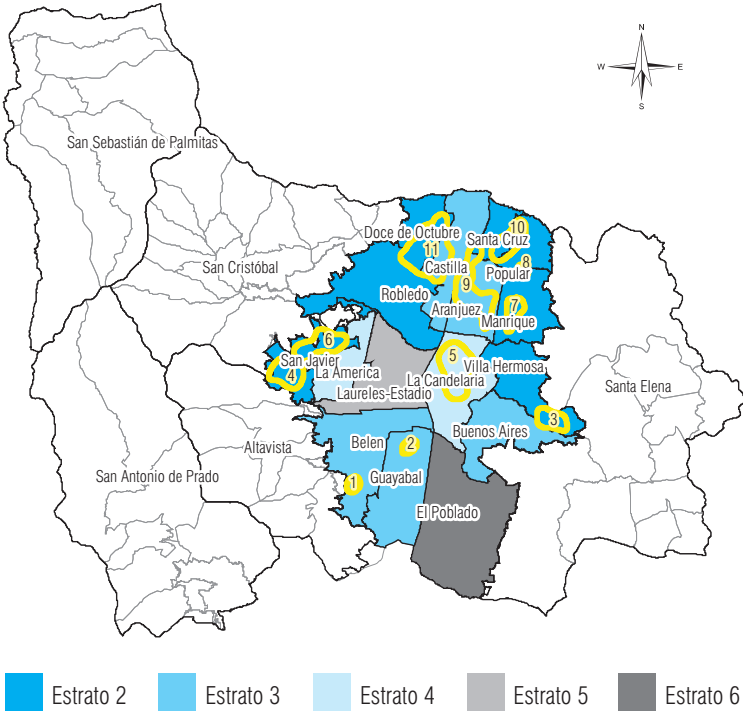 N
W E
S
San Sebastián de Palmitas
Doce de Octubre
10
Santa Cruz
11
San Cristóbal
Castilla
8
Popular
9
Robledo
Aranjuez
7
Manrique
6
5
San Javier
La America
Villa Hermosa
4
La Candelaria
Santa Elena
Laureles-Estadio
3
Buenos Aires
Belen
2
Altavista
San Antonio de Prado
Guayabal
1
El Poblado
Estrato 2
Estrato 3
Estrato 4
Estrato 5
Estrato 6